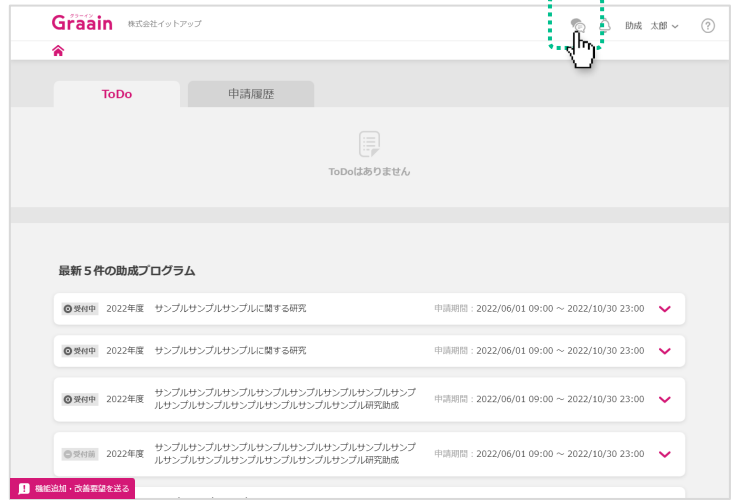 グラーイン
Graain 株式会社イットアップ 助成 太郎 ?
ToDo 申請履歴
ToDoはありません
最新5件の助成プログラム
受付中 2022年度 サンプルサンプルサンプルに関する研究 申請期間：2022/06/01 09:00 ～ 2022/10/30 23:00
受付中 2022年度 サンプルサンプルサンプルに関する研究 申請期間：2022/06/01 09:00 ～ 2022/10/30 23:00
サンプルサンプルサンプルサンプルサンプルサンプルサンプルサンプ
受付中 2022年度 申請期間：2022/06/01 09:00 ～ 2022/10/30 23:00
ルサンプルサンプルサンプルサンプルサンプルサンプル研究助成
サンプルサンプルサンプルサンプルサンプルサンプルサンプルサンプ
受付前 2022年度 申請期間：2022/06/01 09:00 ～ 2022/10/30 23:00
ルサンプルサンプルサンプルサンプルサンプルサンプル研究助成
機能追加・改善要望を送る